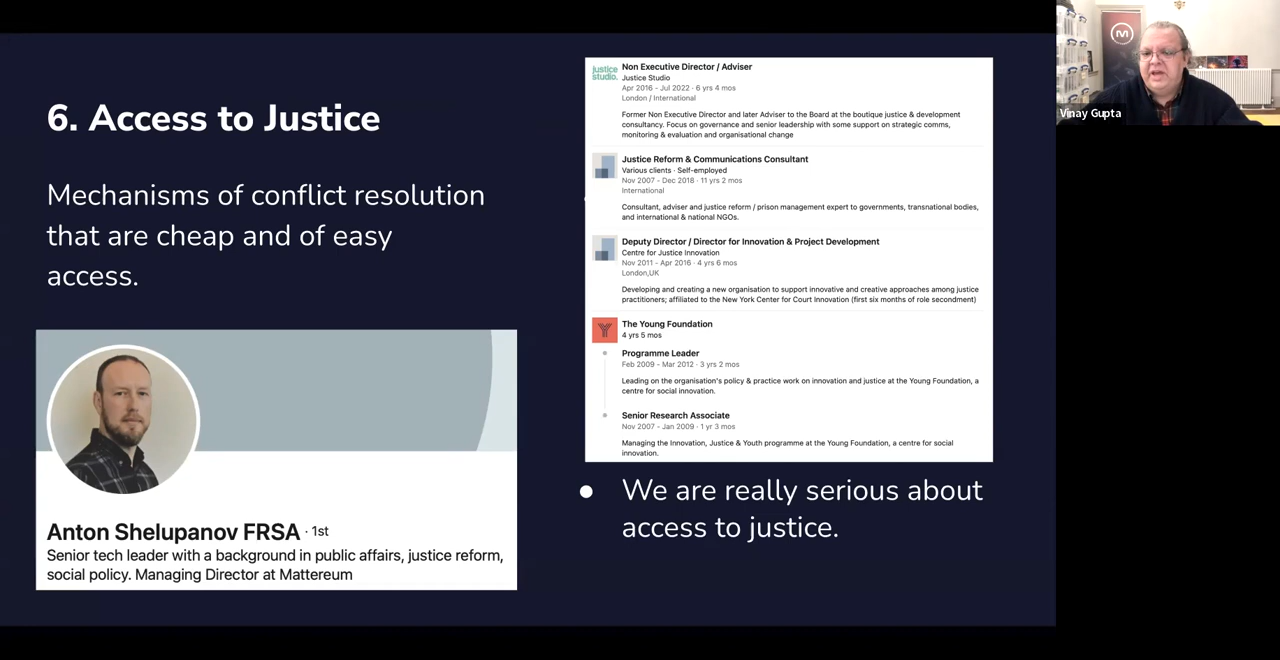 6. Access to Justice
Mechanisms of conflict resolution
that are cheap and of easy
access.
Anton Shelupanov FRSA · 1st
Senior tech leader with a background in public affairs, justice reform,
social policy. Managing Director at Mattereum
justice
studio.
Non Executive Director / Adviser
Justice Studio
Apr 2016 - Jul 2022 · 6 yrs 4 mos
London / International
Former Non Executive Director and later Adviser to the Board at the boutique justice & development
consultancy. Focus on governance and senior leadership with some support on strategic comms,
monitoring & evaluation and organisational change
Justice Reform & Communications Consultant
Various clients · Self-employed
Nov 2007 - Dec 2018 · 11 yrs 2 mos
International
Consultant, adviser and justice reform / prison management expert to governments, transnational bodies,
and international & national NGOs.
Deputy Director / Director for Innovation & Project Development
Centre for Justice Innovation
Nov 2011 - Apr 2016 · 4 yrs 6 mos
London,UK
Developing and creating a new organisation to support innovative and creative approaches among justice
practitioners; affiliated to the New York Center for Court Innovation (first six months of role secondment)
Y
The Young Foundation
4 yrs 5 mos
Programme Leader
Feb 2009 - Mar 2012 · 3 yrs 2 mos
Leading on the organisation's policy & practice work on innovation and justice at the Young Foundation, a
centre for social innovation.
Senior Research Associate
Nov 2007 - Jan 2009 · 1 yr 3 mos
Managing the Innovation, Justice & Youth programme at the Young Foundation, a centre for social
innovation.
● We are really serious about
access to justice.
Vinay Gupta